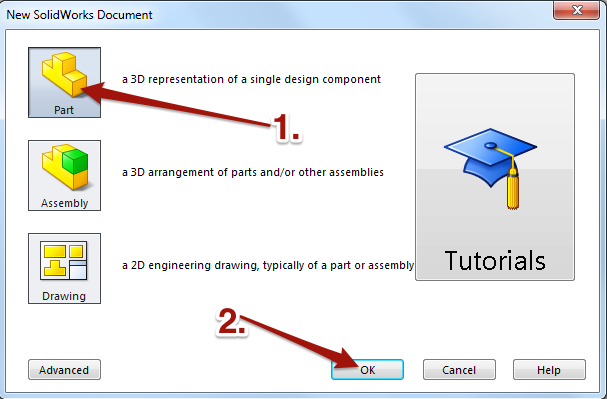 New SolidWorks Document
Part
a 3D representation of a single design component
1.
Assembly
a 3D arrangement of parts and/or other assemblies
Tutorials
Drawing
a 2D engineering drawing, typically of a part or assembly
2.
Advanced
OK
Cancel
Help